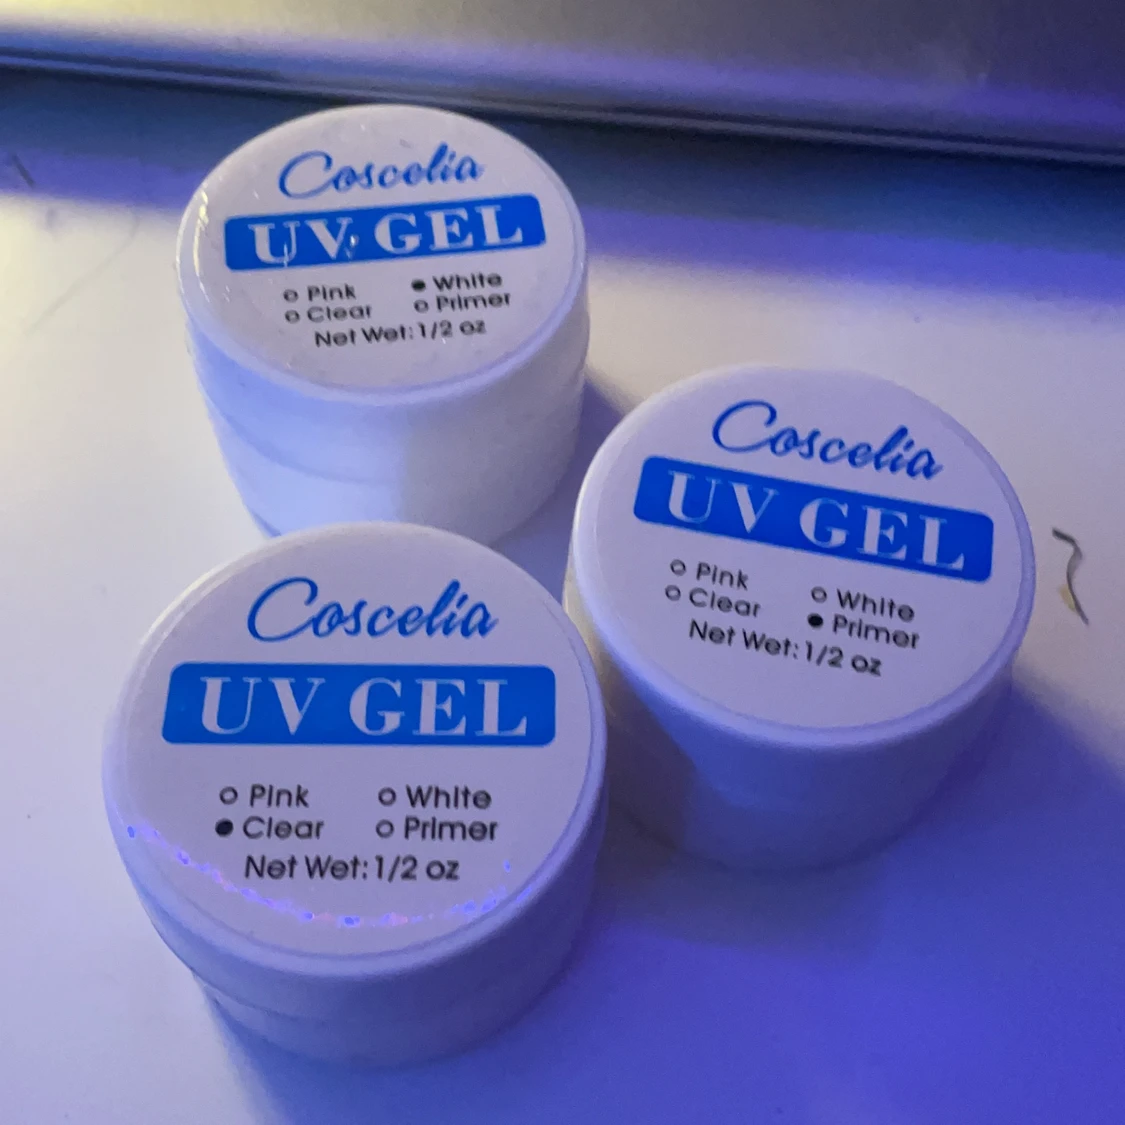 Coscelia
UV GEL
○ Pink ● White
○ Clear ○ Primer
Net Wet: 1/2 oz
Coscelia
UV GEL
○ Pink ○ White
○ Clear ● Primer
Net Wet: 1/2 oz
Coscelia
UV GEL
○ Pink ○ White
● Clear ○ Primer
Net Wet: 1/2 oz